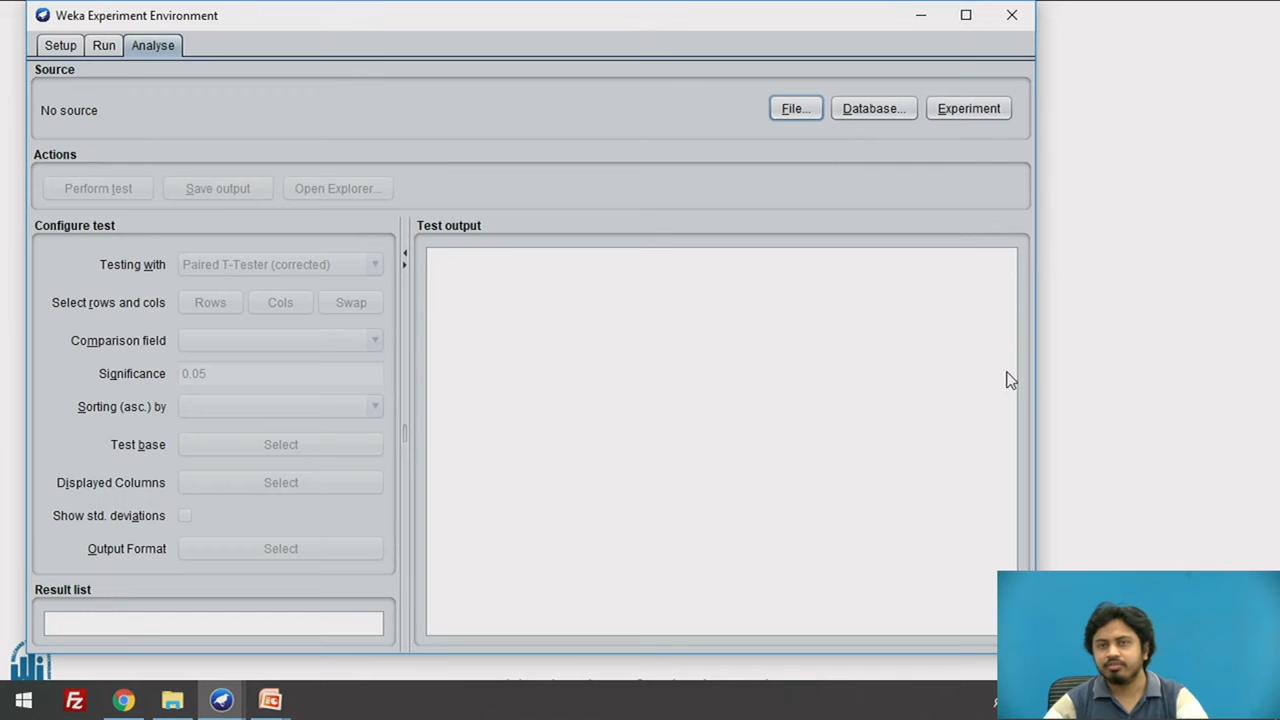 Weka Experiment Environment
Setup Run Analyse
Source
No source File... Database... Experiment
Actions
Perform test Save output Open Explorer...
Configure test Test output
Testing with Paired T-Tester (corrected)
Select rows and cols Rows Cols Swap
Comparison field
Significance 0.05
Sorting (asc.) by
Test base Select
Displayed Columns Select
Show std. deviations
Output Format Select
Result list